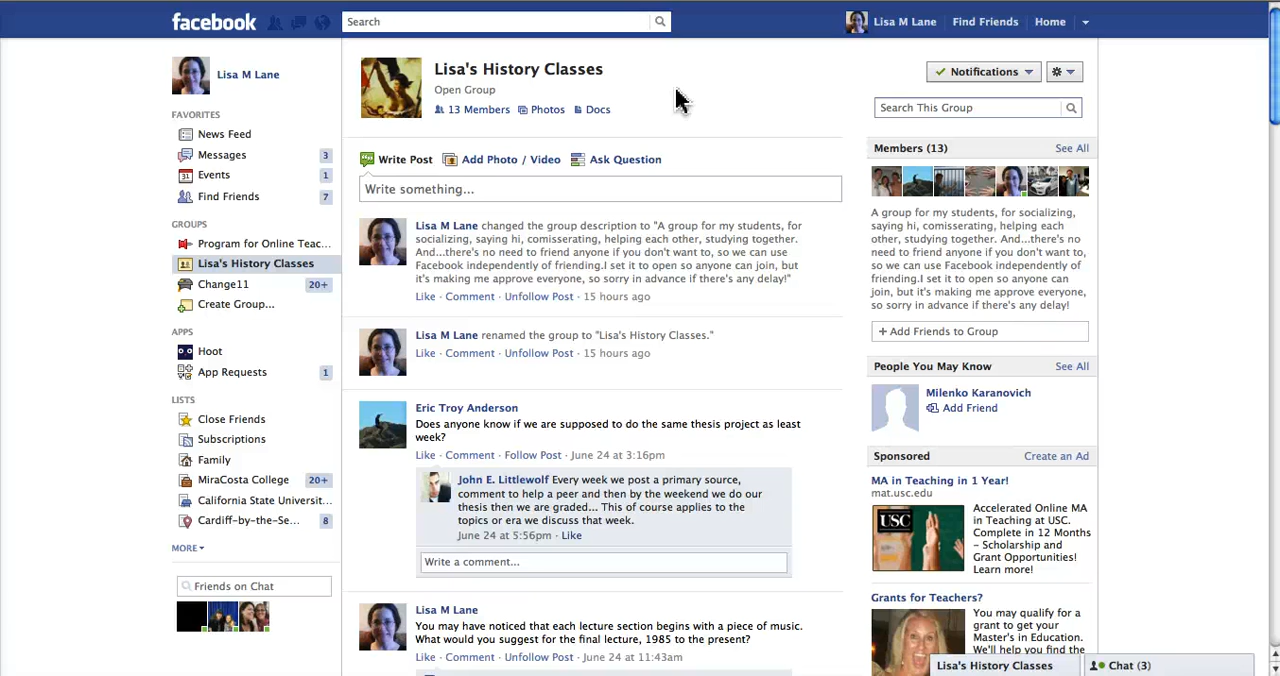 facebook
Search
Lisa M Lane
Find Friends
Home
Lisa M Lane
FAVORITES
News Feed
Messages 3
Events 1
Find Friends 7
GROUPS
Program for Online Teac...
Lisa's History Classes
Change11 20+
Create Group...
APPS
Hoot
App Requests 1
LISTS
Close Friends
Subscriptions
Family
MiraCosta College 20+
California State Universit...
Cardiff-by-the-Se... 8
MORE
Friends on Chat
Lisa's History Classes
Open Group
13 Members Photos Docs
Notifications
Write Post Add Photo / Video Ask Question
Write something...
Lisa M Lane changed the group description to "A group for my students, for
socializing, saying hi, comisserating, helping each other, studying together.
And...there's no need to friend anyone if you don't want to, so we can use
Facebook independently of friending.I set it to open so anyone can join, but
it's making me approve everyone, so sorry in advance if there's any delay!"
Like · Comment · Unfollow Post · 15 hours ago
Lisa M Lane renamed the group to "Lisa's History Classes."
Like · Comment · Unfollow Post · 15 hours ago
Eric Troy Anderson
Does anyone know if we are supposed to do the same thesis project as least
week?
Like · Comment · Follow Post · June 24 at 3:16pm
John E. Littlewolf Every week we post a primary source,
comment to help a peer and then by the weekend we do our
thesis then we are graded... This of course applies to the
topics or era we discuss that week.
June 24 at 5:56pm · Like
Write a comment...
Lisa M Lane
You may have noticed that each lecture section begins with a piece of music.
What would you suggest for the final lecture, 1985 to the present?
Like · Comment · Unfollow Post · June 24 at 11:43am
Search This Group
Members (13) See All
A group for my students, for
socializing, saying hi,
comisserating, helping each
other, studying together.
And...there's no need to friend
anyone if you don't want to,
so we can use Facebook
independently of
friending.I set it to open so
anyone can join, but it's
making me approve everyone,
so sorry in advance if there's
any delay!
+ Add Friends to Group
People You May Know See All
Milenko Karanovich
Add Friend
Sponsored Create an Ad
MA in Teaching in 1 Year!
mat.usc.edu
USC
Accelerated Online MA
in Teaching at USC.
Complete in 12 Months
– Scholarship and
Grant Opportunities!
Learn more!
Grants for Teachers?
You may qualify for a
grant to get your
Master's in Education.
We'll help you find the
Lisa's History Classes
Chat (3)